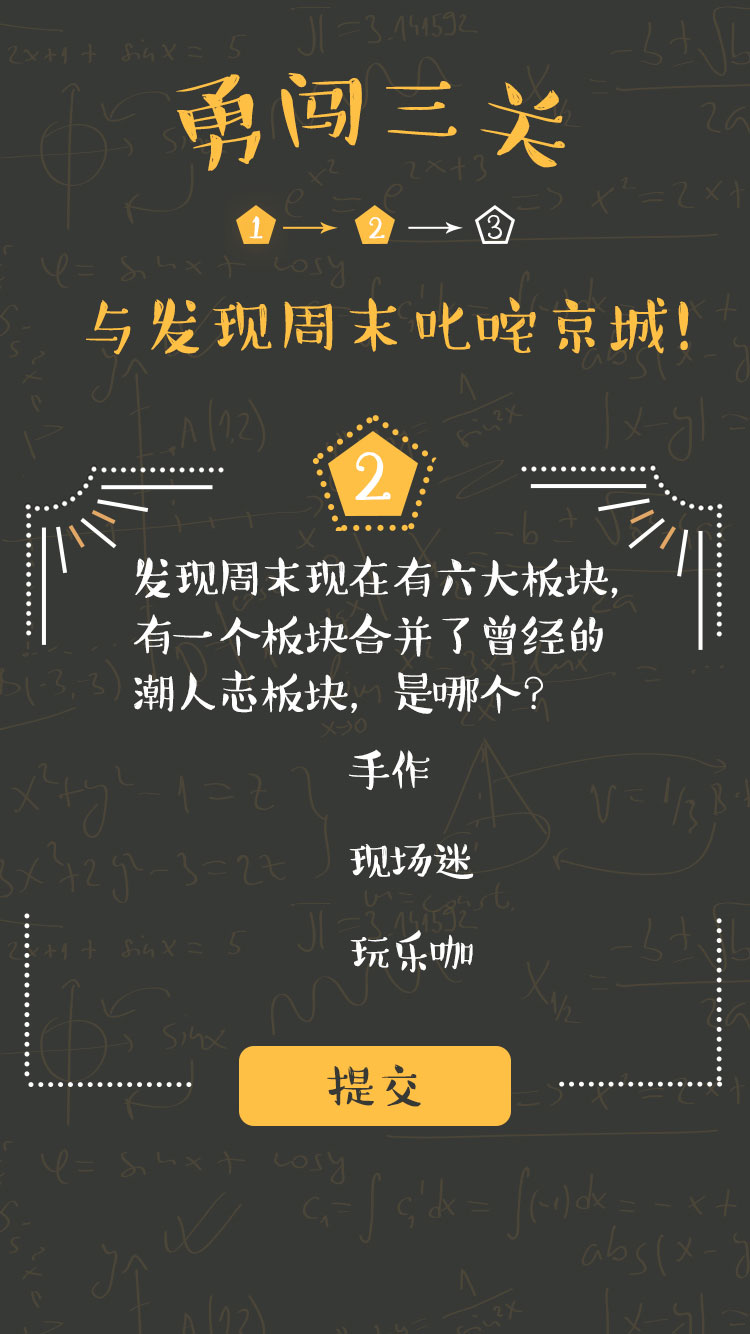 勇闯三关
1 2 3
与发现周末叱咤京城!
2
发现周末现在有六大板块,
有一个板块合并了曾经的
潮人志板块, 是哪个?
手作
现场迷
玩乐咖
提交